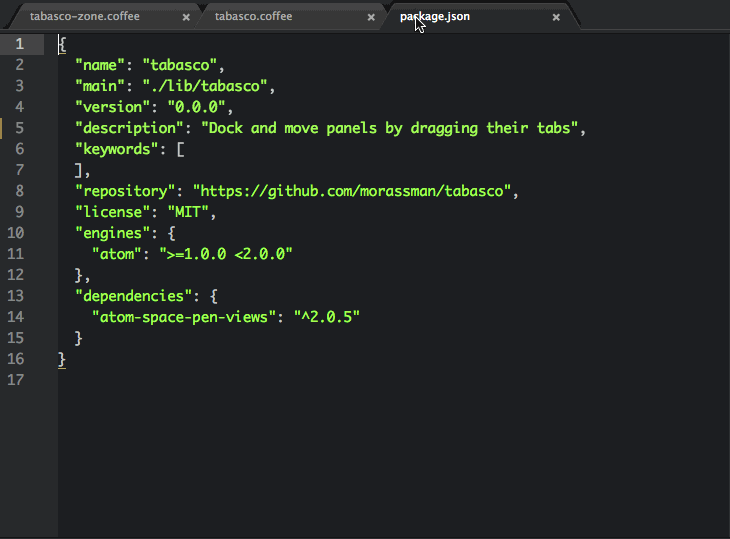 tabasco-zone.coffee × tabasco.coffee × package.json ×
1 {
2   "name": "tabasco",
3   "main": "./lib/tabasco",
4   "version": "0.0.0",
5   "description": "Dock and move panels by dragging their tabs",
6   "keywords": [
7   ],
8   "repository": "https://github.com/morassman/tabasco",
9   "license": "MIT",
10   "engines": {
11     "atom": ">=1.0.0 <2.0.0"
12   },
13   "dependencies": {
14     "atom-space-pen-views": "^2.0.5"
15   }
16 }
17